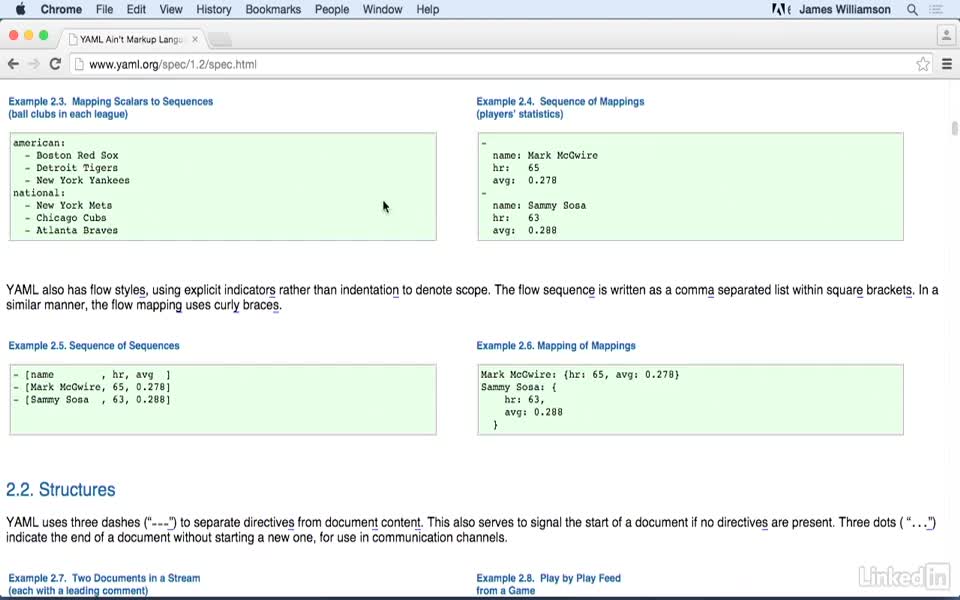 Chrome File Edit View History Bookmarks People Window Help
James Williamson
YAML Ain't Markup Langu
www.yaml.org/spec/1.2/spec.html
Example 2.3. Mapping Scalars to Sequences
(ball clubs in each league)
american:
- Boston Red Sox
- Detroit Tigers
- New York Yankees
national:
- New York Mets
- Chicago Cubs
- Atlanta Braves
Example 2.4. Sequence of Mappings
(players' statistics)
-
name: Mark McGwire
hr: 65
avg: 0.278
-
name: Sammy Sosa
hr: 63
avg: 0.288
YAML also has flow styles, using explicit indicators rather than indentation to denote scope. The flow sequence is written as a comma separated list within square brackets. In a
similar manner, the flow mapping uses curly braces.
Example 2.5. Sequence of Sequences
- [name , hr, avg ]
- [Mark McGwire, 65, 0.278]
- [Sammy Sosa , 63, 0.288]
Example 2.6. Mapping of Mappings
Mark McGwire: {hr: 65, avg: 0.278}
Sammy Sosa: {
hr: 63,
avg: 0.288
}
2.2. Structures
YAML uses three dashes (“---”) to separate directives from document content. This also serves to signal the start of a document if no directives are present. Three dots ( “...”)
indicate the end of a document without starting a new one, for use in communication channels.
Example 2.7. Two Documents in a Stream
(each with a leading comment)
Example 2.8. Play by Play Feed
from a Game
Linked in